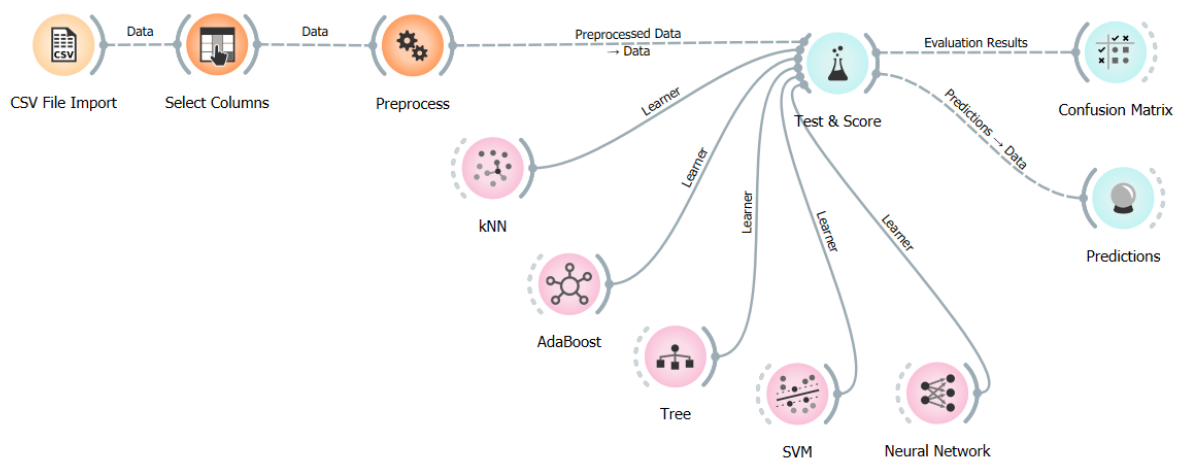 Data
Data
Preprocessed Data
→ Data
Evaluation Results
CSV
CSV File Import
Select Columns
Preprocess
Test & Score
Confusion Matrix
Learner
Predictions → Data
kNN
Learner
Learner
Learner
Learner
Predictions
AdaBoost
Tree
SVM
Neural Network